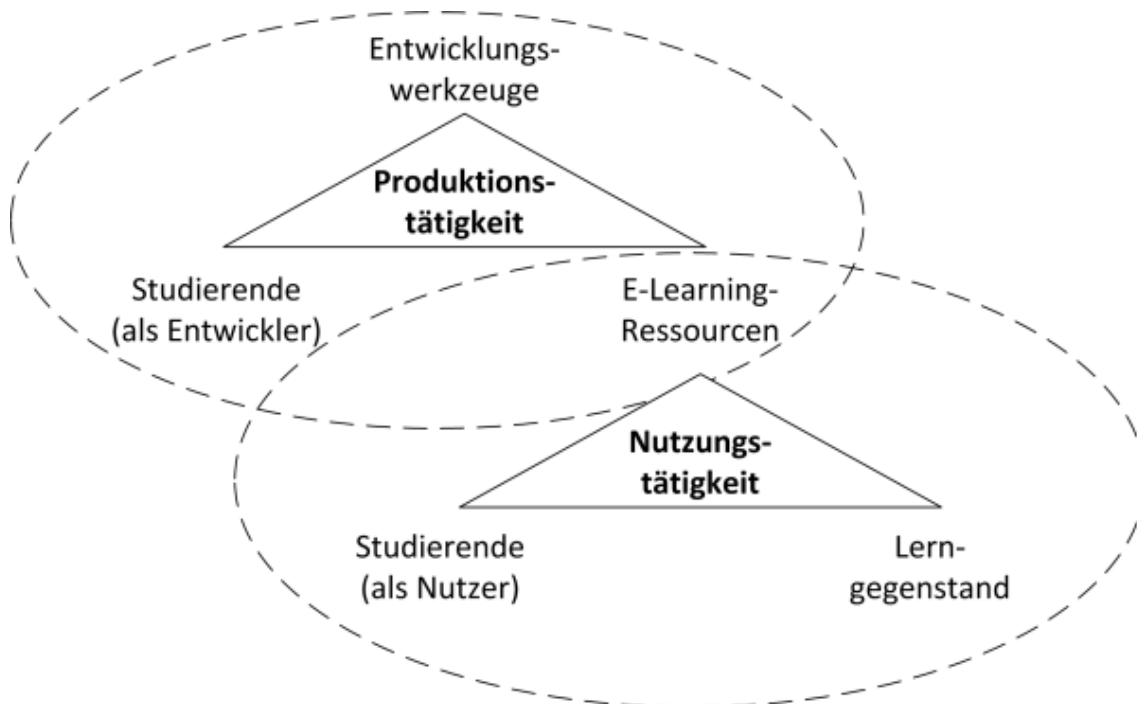 Entwicklungs-
werkzeuge
Produktions-
tätigkeit
Studierende
(als Entwickler)
E-Learning-
Ressourcen
Nutzungs-
tätigkeit
Studierende
(als Nutzer)
Lern-
gegenstand